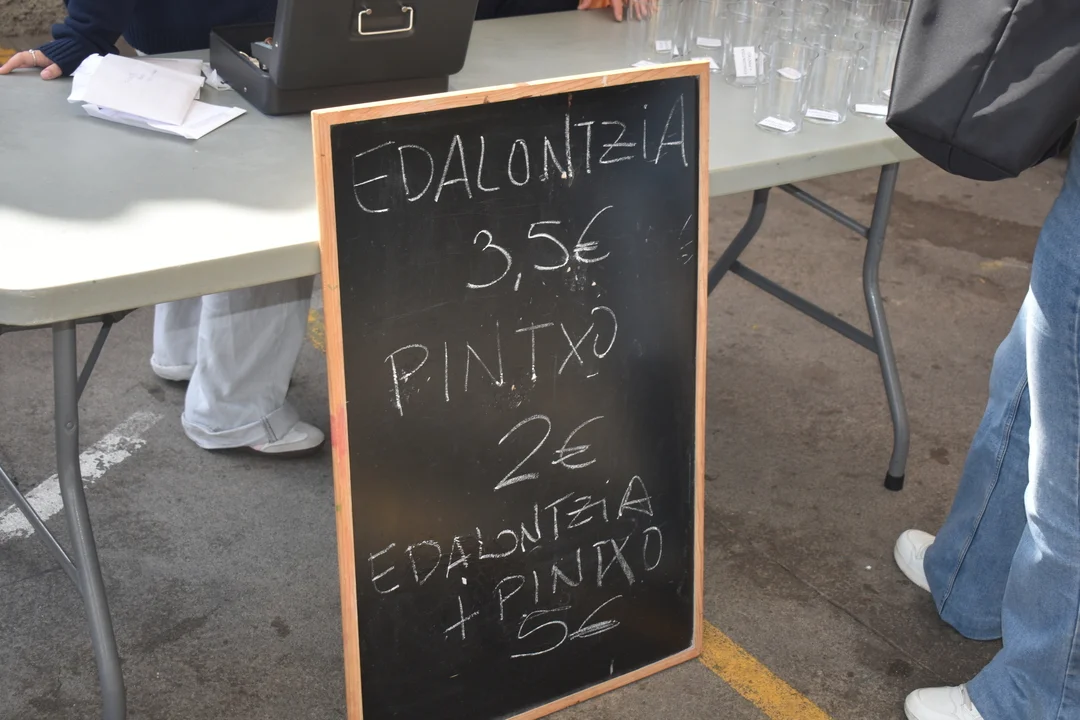 EDALONTZiA
3,5€
PINTXO
2€
EDALONTZiA
+ PINTXO
5€